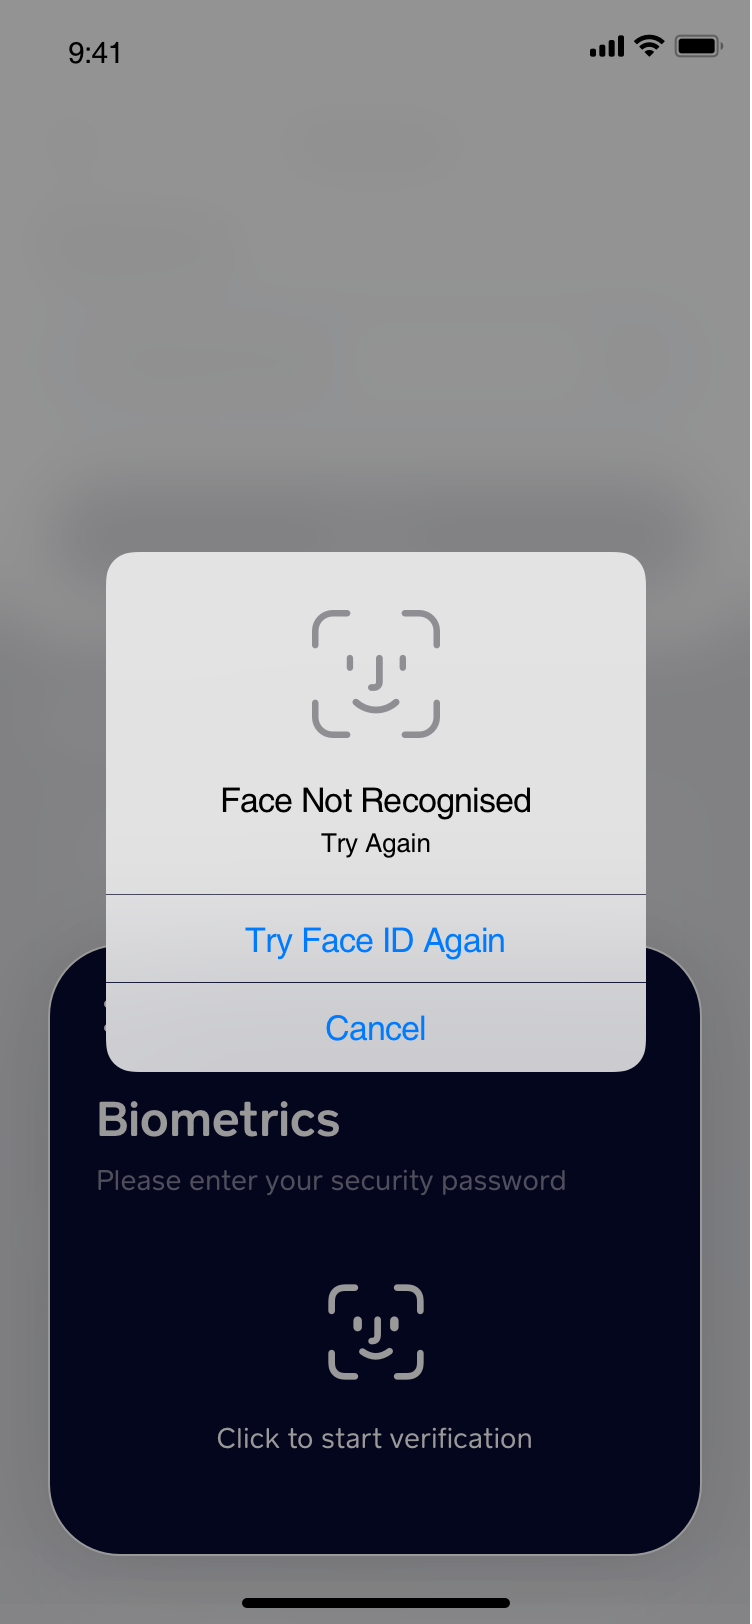 9:41
Face Not Recognised
Try Again
Try Face ID Again
Cancel
Biometrics
Please enter your security password
Click to start verification